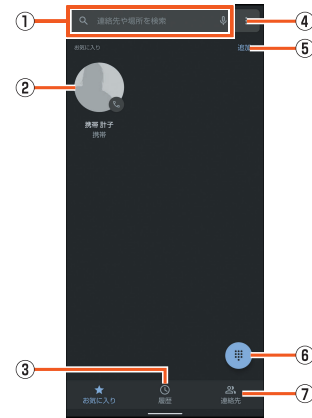 ①
連絡先や場所を検索
④
お気に入り
追加
⑤
②
携帯 計子
携帯
③
⑥
お気に入り
履歴
連絡先
⑦